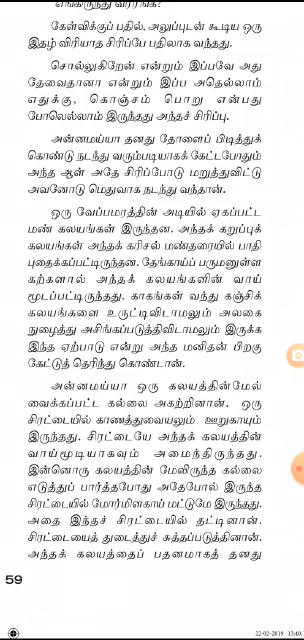 எங்கிருந்து வர்ரீங்க?
கேள்விக்குப் பதில், அலுப்புடன் கூடிய ஒரு
இதழ் விரியாத சிரிப்பே பதிலாக வந்தது.
சொல்லுகிறேன் என்றும் இப்பவே அது
தேவைதானா என்றும் இப்ப அதெல்லாம்
எதுக்கு, கொஞ்சம் பொறு என்பது
போலெல்லாம் இருந்தது அந்தச் சிரிப்பு.
அன்னமய்யா தனது தோளைப் பிடித்துக்
கொண்டு நடந்து வரும்படியாகக் கேட்டபோதும்
அந்த ஆள் அதே சிரிப்போடு மறுத்துவிட்டு
அவனோடு மெதுவாக நடந்து வந்தான்.
ஒரு வேப்பமரத்தின் அடியில் ஏகப்பட்ட
மண் கலயங்கள் இருந்தன. அந்தக் கறுப்புக்
கலயங்கள் அந்தக் கரிசல் மண்தரையில் பாதி
புதைக்கப்பட்டிருந்தன. தேங்காய்ப் பருமனுள்ள
கற்களால் அந்தக் கலயங்களின் வாய்
மூடப்பட்டிருந்தது. காகங்கள் வந்து கஞ்சிக்
கலயங்களை உருட்டிவிடாமலும் அலகை
நுழைத்து அசிங்கப்படுத்திவிடாமலும் இருக்க
இந்த ஏற்பாடு என்று அந்த மனிதன் பிறகு
கேட்டுத் தெரிந்து கொண்டான்.
அன்னமய்யா ஒரு கலயத்தின்மேல்
வைக்கப்பட்ட கல்லை அகற்றினான். ஒரு
சிரட்டையில் காணத்துவையலும் ஊறுகாயும்
இருந்தது. சிரட்டையே அந்தக் கலயத்தின்
வாய்மூடியாகவும் அமைந்திருந்தது.
இன்னொரு கலயத்தின் மேலிருந்த கல்லை
எடுத்துப் பார்த்தபோது அதேபோல் இருந்த
சிரட்டையில் மோர்மிளகாய் மட்டுமே இருந்தது.
அதை இந்தச் சிரட்டையில் தட்டினான்.
சிரட்டையைத் துடைத்துச் சுத்தப்படுத்தினான்.
அந்தக் கலயத்தைப் பதனமாகத் தனது
59
22-02-2019 13:40: